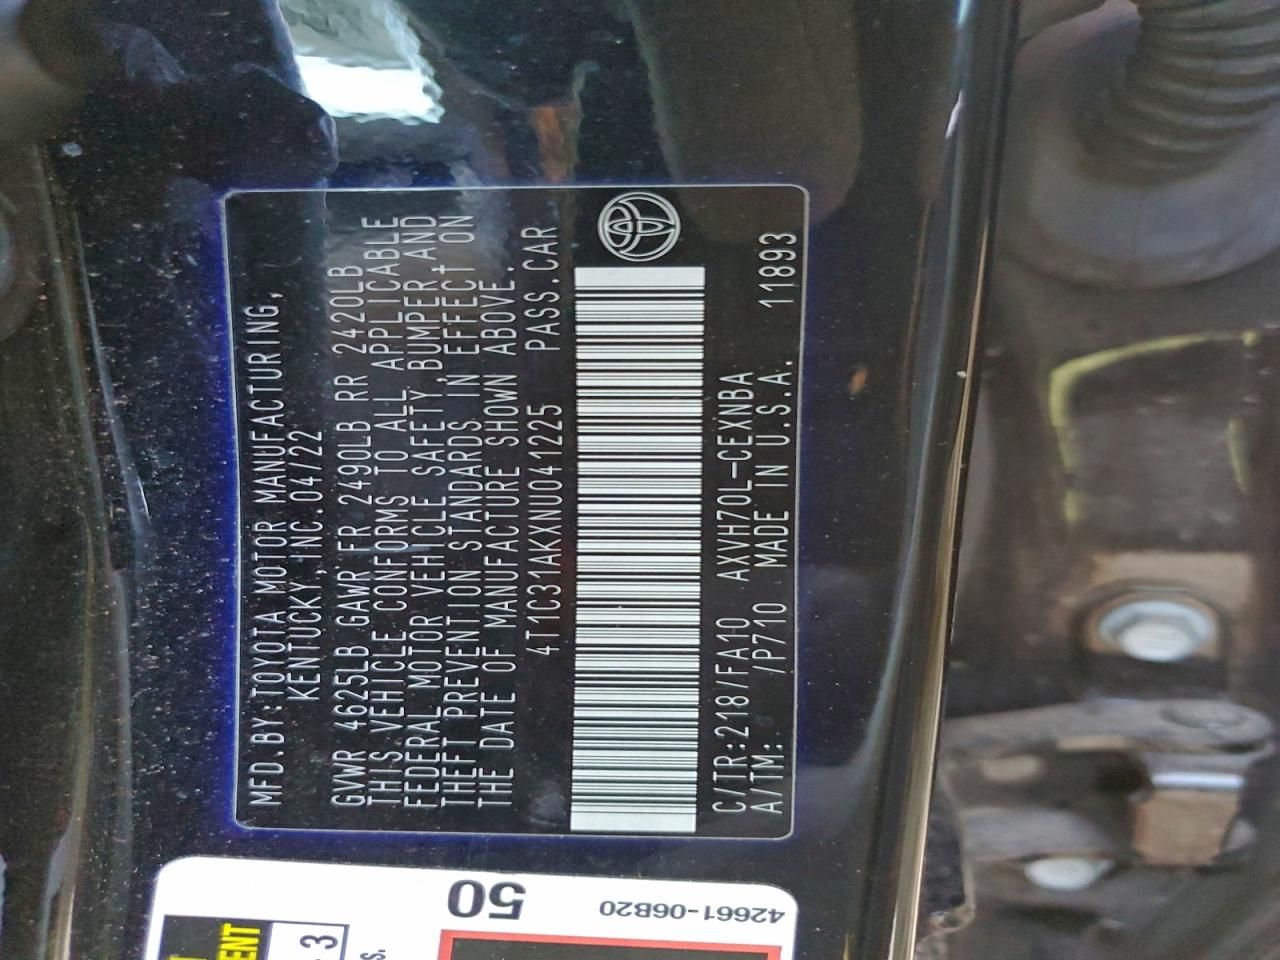 MFD.BY:TOYOTA MOTOR MANUFACTURING,
KENTUCKY,INC.04/22
GVWR 4625LB GAWR FR 2490LB RR 2420LB
THIS VEHICLE CONFORMS TO ALL APPLICABLE
FEDERAL MOTOR VEHICLE SAFETY,BUMPER,AND
THEFT PREVENTION STANDARDS IN EFFECT ON
THE DATE OF MANUFACTURE SHOWN ABOVE.
4T1C31AKXNU041225 PASS.CAR
C/TR:218/FA10 AXVH70L-CEXNBA
A/TM: /P710 MADE IN U.S.A. 11893
42661-06B20
50